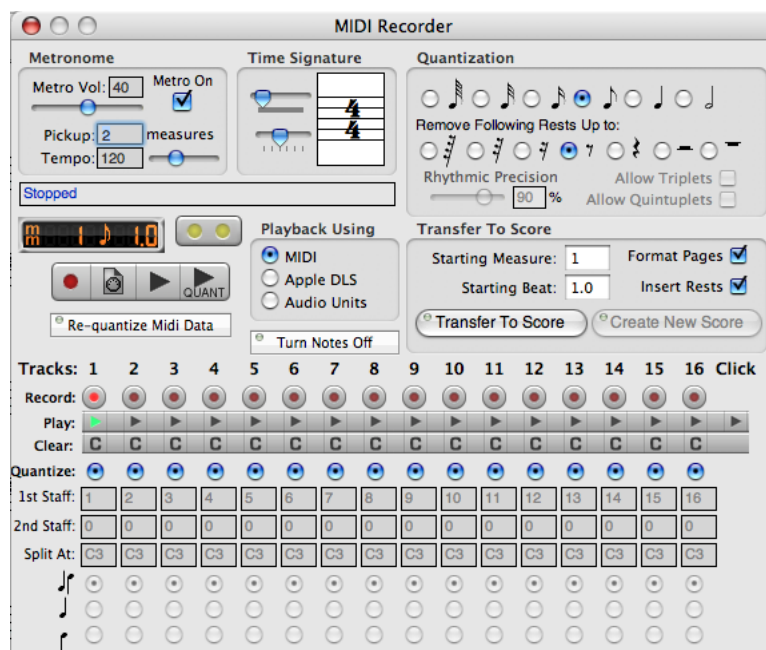 MIDI Recorder
Metronome
Metro Vol: 40 Metro On
Pickup: 2 measures
Tempo: 120
Time Signature
4
4
Quantization
Remove Following Rests Up to:
Rhythmic Precision
90 %
Allow Triplets
Allow Quintuplets
Stopped
mm 1 1.0
QUANT
Re-quantize Midi Data
Playback Using
MIDI
Apple DLS
Audio Units
Turn Notes Off
Transfer To Score
Starting Measure: 1 Format Pages
Starting Beat: 1.0 Insert Rests
Transfer To Score Create New Score
Tracks: 1 2 3 4 5 6 7 8 9 10 11 12 13 14 15 16 Click
Record:
Play:
Clear: C C C C C C C C C C C C C C C C
Quantize:
1st Staff: 1 2 3 4 5 6 7 8 9 10 11 12 13 14 15 16
2nd Staff: 0 0 0 0 0 0 0 0 0 0 0 0 0 0 0 0
Split At: C3 C3 C3 C3 C3 C3 C3 C3 C3 C3 C3 C3 C3 C3 C3 C3